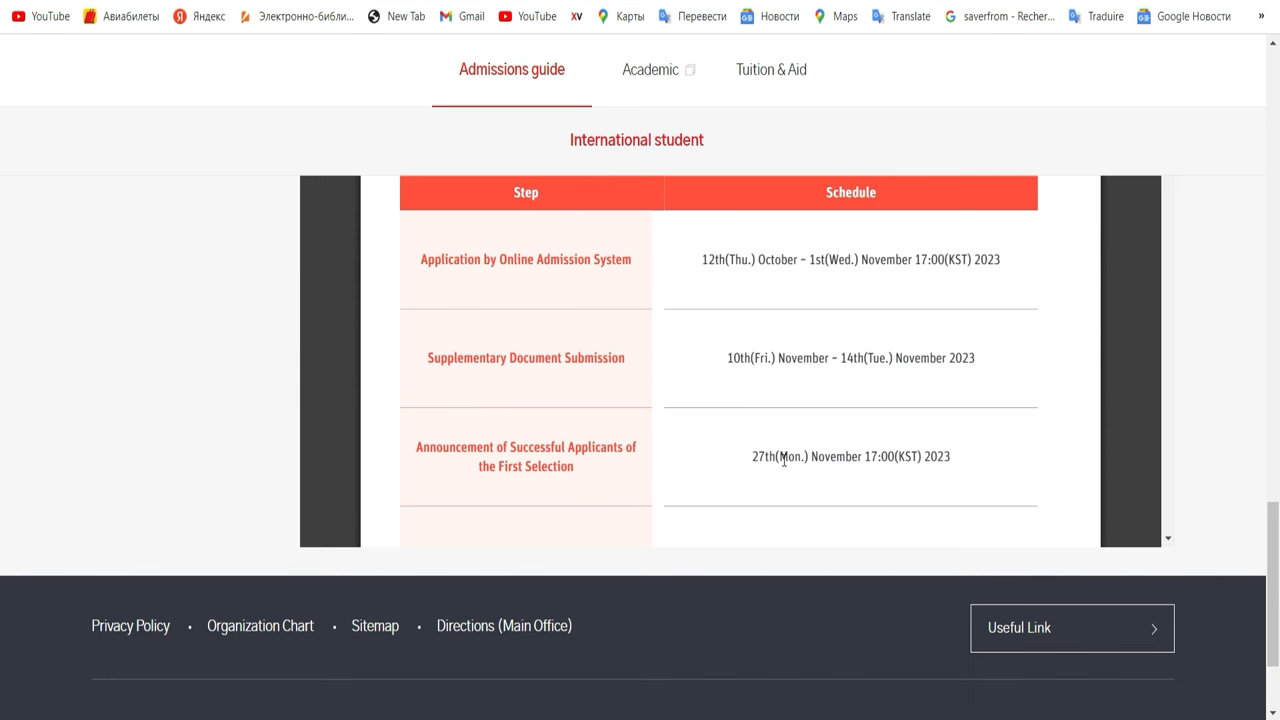 YouTube Авиабилеты Яндекс Электронно-библи... New Tab Gmail YouTube XV Карты Перевести Новости Maps Translate saverfrom - Recher... Traduire Google Новости »
Admissions guide Academic Tuition & Aid
International student
Step Schedule
Application by Online Admission System 12th(Thu.) October ~ 1st(Wed.) November 17:00(KST) 2023
Supplementary Document Submission 10th(Fri.) November ~ 14th(Tue.) November 2023
Announcement of Successful Applicants of
the First Selection
27th(Mon.) November 17:00(KST) 2023
Privacy Policy • Organization Chart • Sitemap • Directions (Main Office)
Useful Link